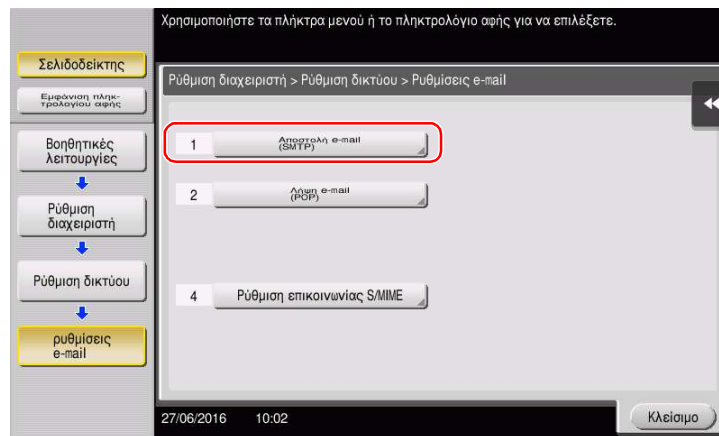 Χρησιμοποιήστε τα πλήκτρα μενού ή το πληκτρολόγιο αφής για να επιλέξετε.
Σελιδοδείκτης
Εμφάνιση πληκ-
τρολογίου αφής
Βοηθητικές
λειτουργίες
Ρύθμιση
διαχειριστή
Ρύθμιση δικτύου
ρυθμίσεις
e-mail
Ρύθμιση διαχειριστή > Ρύθμιση δικτύου > Ρυθμίσεις e-mail
1 Αποστολή e-mail
(SMTP)
2 Λήψη e-mail
(POP)
4 Ρύθμιση επικοινωνίας S/MIME
27/06/2016 10:02
Κλείσιμο